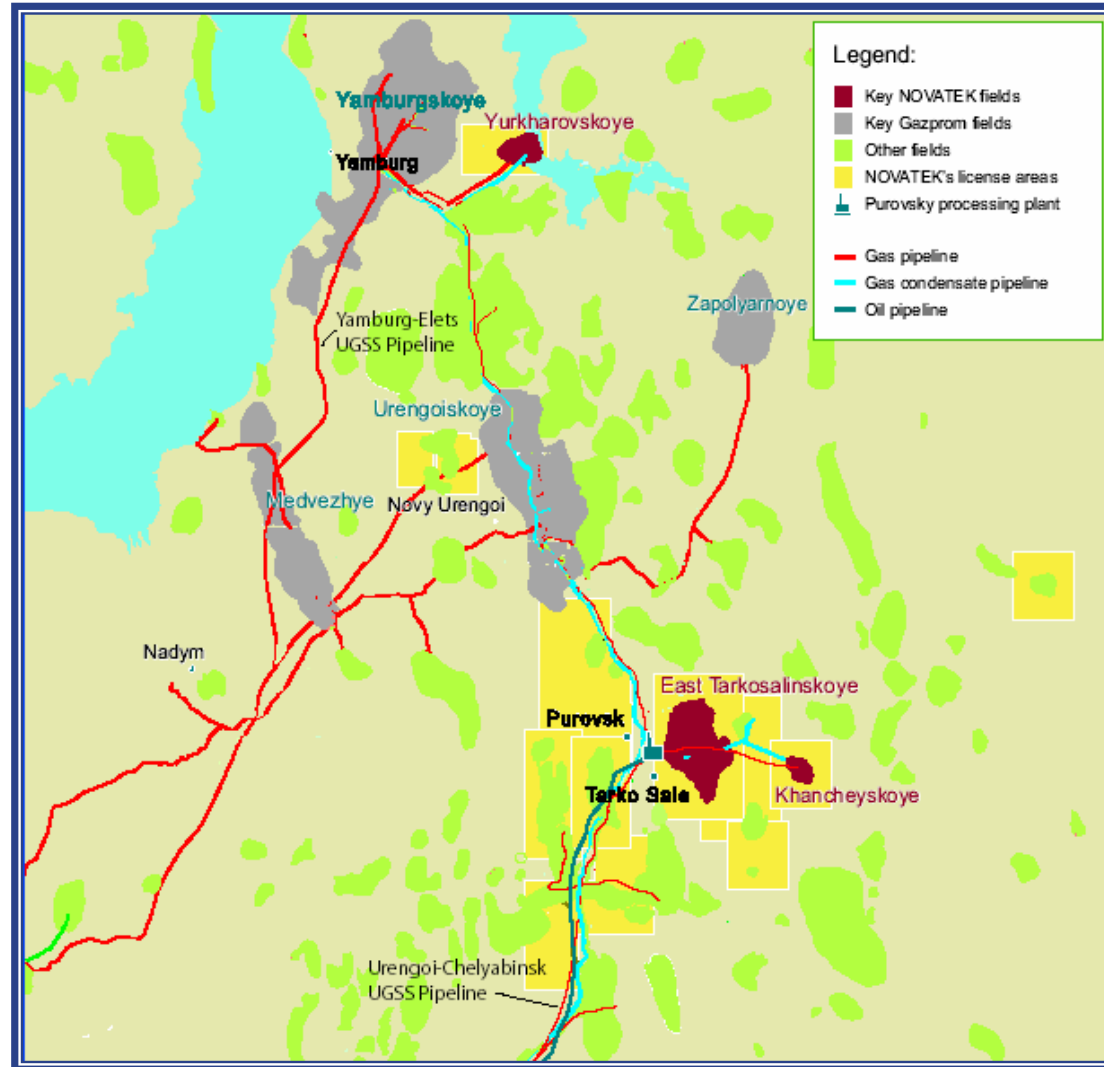 Legend:
Key NOVATEK fields
Key Gazprom fields
Other fields
NOVATEK's license areas
Purovsky processing plant
Gas pipeline
Gas condensate pipeline
Oil pipeline
Yamburgskoye
Yurkharovskoye
Yamburg
Zapolyarnoye
Yamburg-Elets
UGSS Pipeline
Urengoiskoye
Medvezhye
Novy Urengoi
Nadym
East Tarkosalinskoye
Purovsk
Tarko Sale
Khancheyskoye
Urengoi-Chelyabinsk
UGSS Pipeline